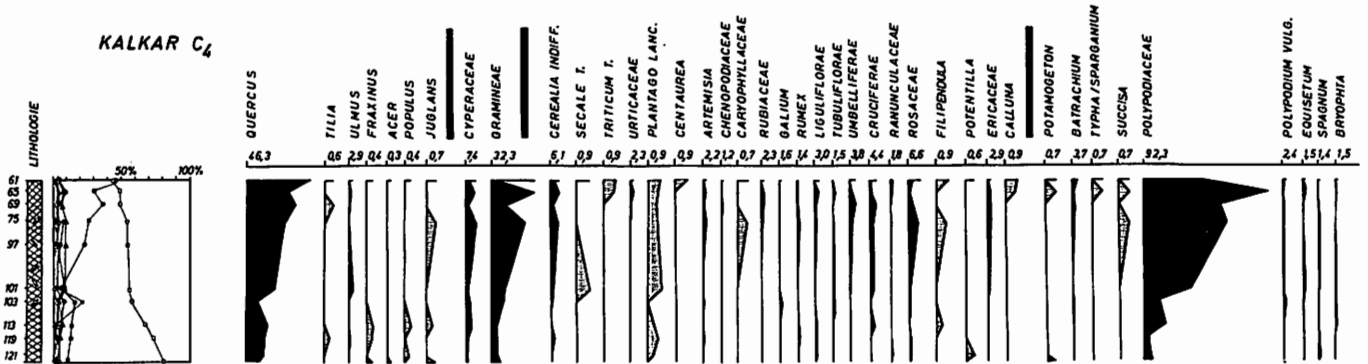 KALKAR C4
LITHOLOGIE
50%
100%
QUERCUS
TILIA
ULMUS
FRAXINUS
ACER
POPULUS
JUGLANS
CYPERACEAE
GRAMINEAE
CEREALIA INDIFF.
SECALE T.
TRITICUM T.
URTICACEAE
PLANTAGO LANC.
CENTAUREA
ARTEMISIA
CHENOPODIACEAE
CARYOPHYLLACEAE
RUBIACEAE
GALIUM
RUMEX
LIGULIFLORAE
TUBULIFLORAE
UMBELLIFERAE
CRUCIFERAE
RANUNCULACEAE
ROSACEAE
FILIPENDULA
POTENTILLA
ERICACEAE
CALLUNA
POTAMOGETON
BATRACHIUM
TYPHA/SPARGANIUM
SUCCISA
POLYPODIACEAE
POLYPODIUM VULG.
EQUISETUM
SPAGNUM
BRYOPHTA
46,3 0,6 2,9 0,4 0,3 0,4 0,7 7,4 32,3 5,1 0,9 0,9 2,3 0,9 0,9 2,2 1,2 0,7 2,3 1,6 1,4 3,0 1,5 3,8 4,4 1,8 6,6 0,9 0,6 2,9 0,9 0,7 3,7 0,7 0,7 92,3 2,4 1,5 1,4 1,5
61
65
69
75
97
101
103
113
119
121